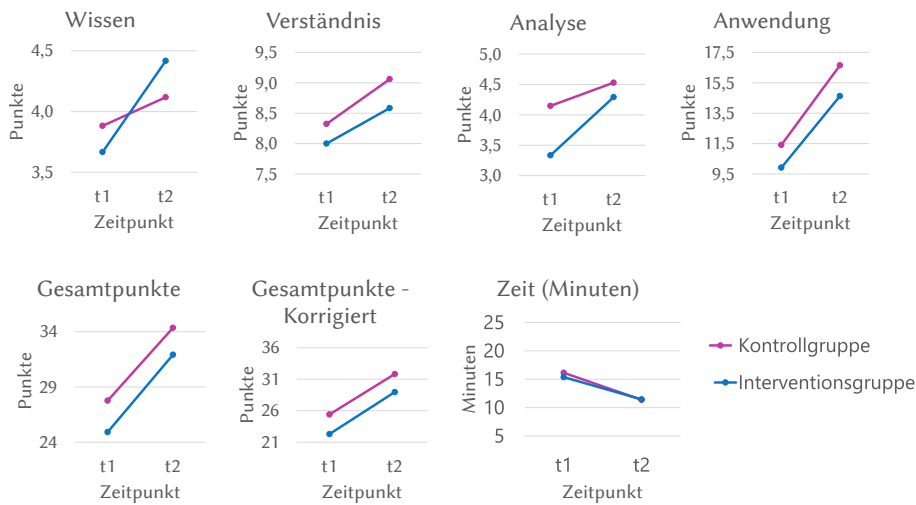 Wissen
Punkte
4,5
4,0
3,5
t1 t2
Zeitpunkt
Verständnis
Punkte
9,5
9,0
8,5
8,0
7,5
t1 t2
Zeitpunkt
Analyse
Punkte
5,0
4,5
4,0
3,5
3,0
t1 t2
Zeitpunkt
Anwendung
Punkte
17,5
15,5
13,5
11,5
9,5
t1 t2
Zeitpunkt
Gesamtpunkte
Punkte
34
29
24
t1 t2
Zeitpunkt
Gesamtpunkte -
Korrigiert
Punkte
36
31
26
21
t1 t2
Zeitpunkt
Zeit (Minuten)
Minuten
25
20
15
10
5
t1 t2
Zeitpunkt
Kontrollgruppe
Interventionsgruppe